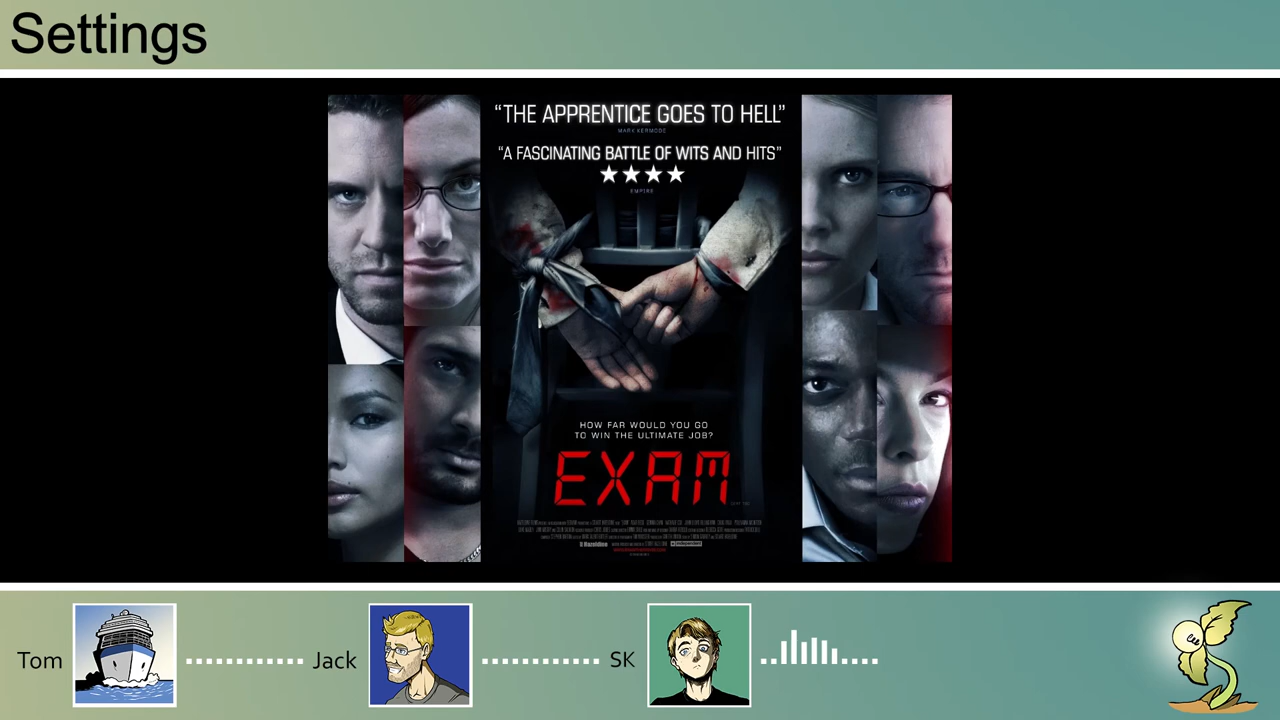 Settings
“THE APPRENTICE GOES TO HELL”
MARK KERMODE
“A FASCINATING BATTLE OF WITS AND HITS”
EMPIRE
HOW FAR WOULD YOU GO
TO WIN THE ULTIMATE JOB?
EXAM
Tom
Jack
SK